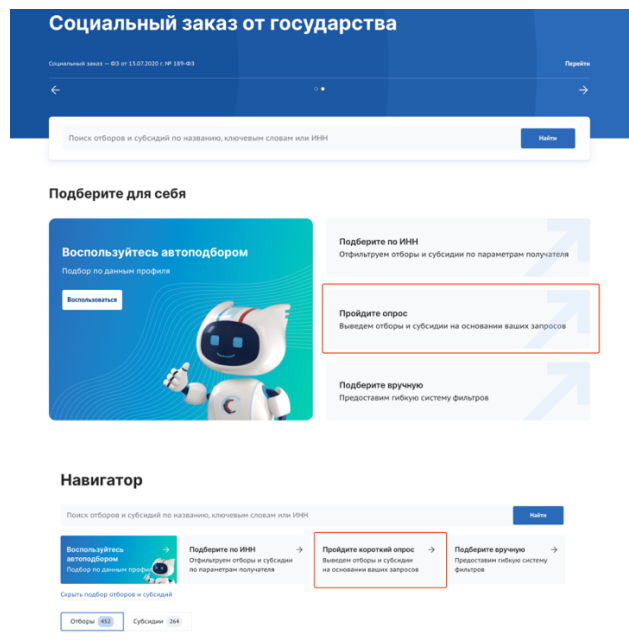 Социальный заказ от государства
Социальный заказ — ФЗ от 13.07.2020 г. № 189-ФЗ
Перейти
Поиск отборов и субсидий по названию, ключевым словам или ИНН
Найти
Подберите для себя
Воспользуйтесь автоподбором
Подбор по данным профиля
Воспользоваться
Подберите по ИНН
Отфильтруем отборы и субсидии по параметрам получателя
Пройдите опрос
Выведем отборы и субсидии на основании ваших запросов
Подберите вручную
Предоставим гибкую систему фильтров
Навигатор
Поиск отборов и субсидий по названию, ключевым словам или ИНН
Найти
Воспользуйтесь
автоподбором
Подбор по данным
Подберите по ИНН
Отфильтруем отборы и субсидии
по параметрам получателя
Пройдите короткий опрос
Выведем отборы и субсидии
на основании ваших запросов
Подберите вручную
Предоставим гибкую систему
фильтров
Скрыть подбор отборов и субсидий
Отборы 452
Субсидии 264